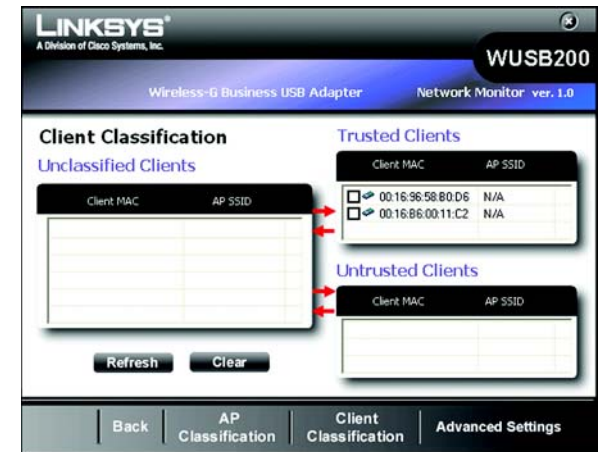 LINKSYS®
A Division of Cisco Systems, Inc.
WUSB200
Wireless-G Business USB Adapter Network Monitor ver. 1.0
Client Classification
Unclassified Clients
Client MAC AP SSID
Trusted Clients
Client MAC AP SSID
00:16:96:58:80:D6 N/A
00:16:B6:00:11:C2 N/A
Untrusted Clients
Client MAC AP SSID
Refresh Clear
Back
AP
Classification
Client
Classification
Advanced Settings